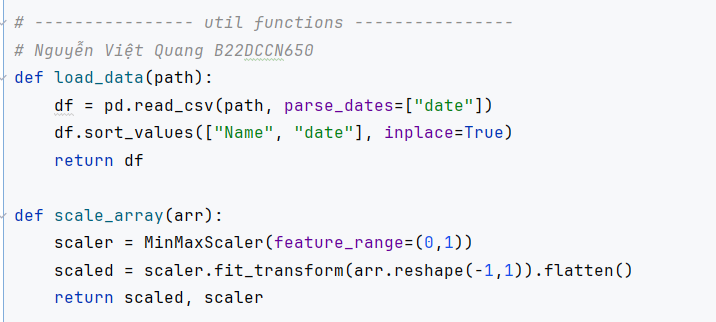 # ---------------- util functions ----------------
# Nguyễn Việt Quang B22DCCN650
def load_data(path):
    df = pd.read_csv(path, parse_dates=["date"])
    df.sort_values(["Name", "date"], inplace=True)
    return df

def scale_array(arr):
    scaler = MinMaxScaler(feature_range=(0,1))
    scaled = scaler.fit_transform(arr.reshape(-1,1)).flatten()
    return scaled, scaler